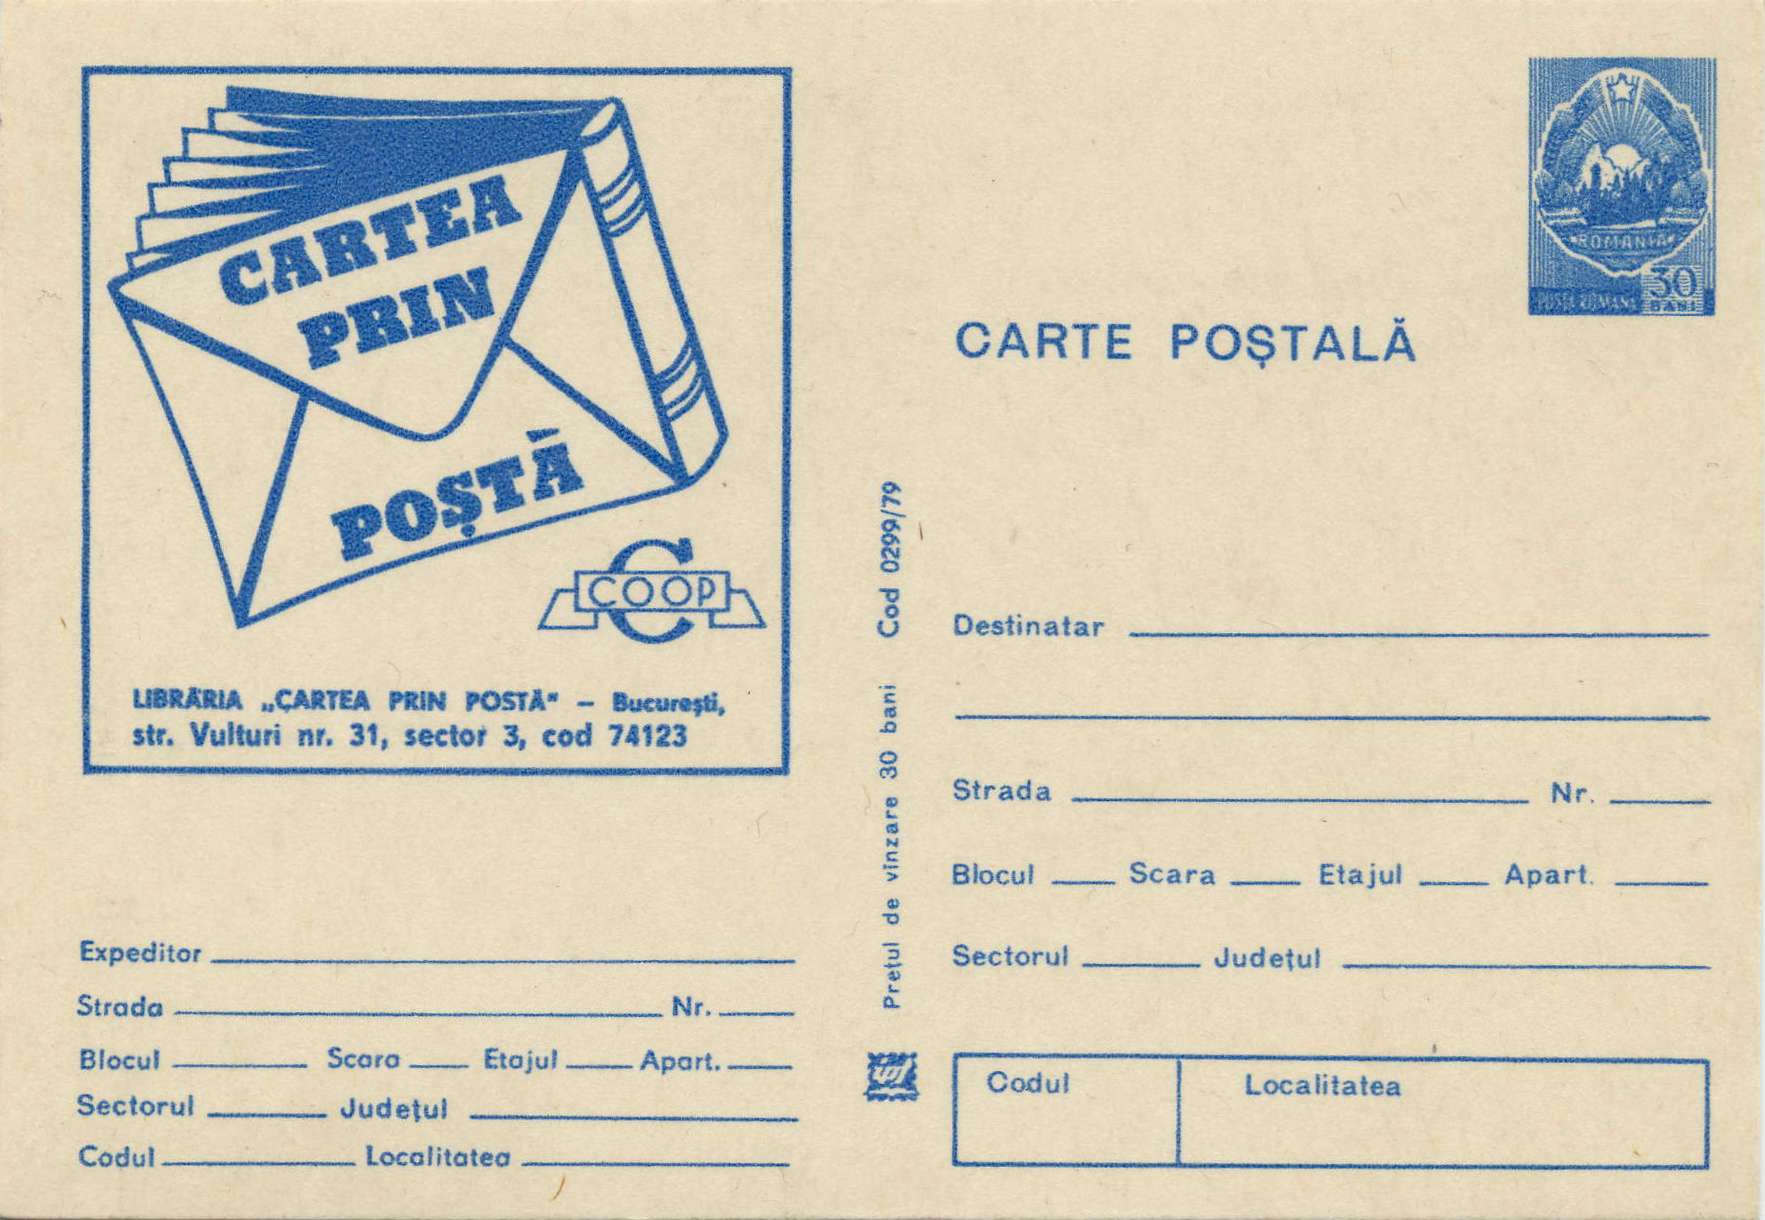 CARTEA
PRIN
POȘTĂ
COOP
LIBRĂRIA „CARTEA PRIN POSTĂ" – București,
str. Vulturi nr. 31, sector 3, cod 74123
Expeditor
Strada Nr.
Blocul Scara Etajul Apart.
Sectorul Județul
Codul Localitatea
Prețul de vînzare 30 bani Cod 0299/79
ROMANIA
30
BANI
POSTA ROMANA
CARTE POȘTALĂ
Destinatar
Strada Nr.
Blocul Scara Etajul Apart.
Sectorul Județul
Codul Localitatea